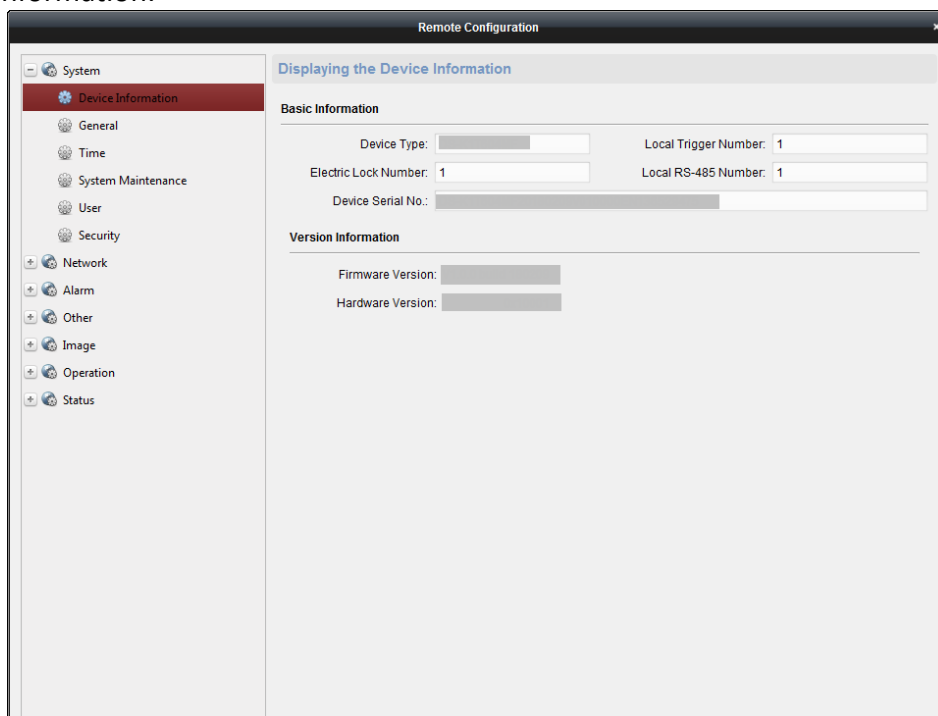 Remote Configuration
System
Device Information
General
Time
System Maintenance
User
Security
Network
Alarm
Other
Image
Operation
Status
Displaying the Device Information
Basic Information
Device Type:
Local Trigger Number: 1
Electric Lock Number: 1
Local RS-485 Number: 1
Device Serial No.:
Version Information
Firmware Version:
Hardware Version: